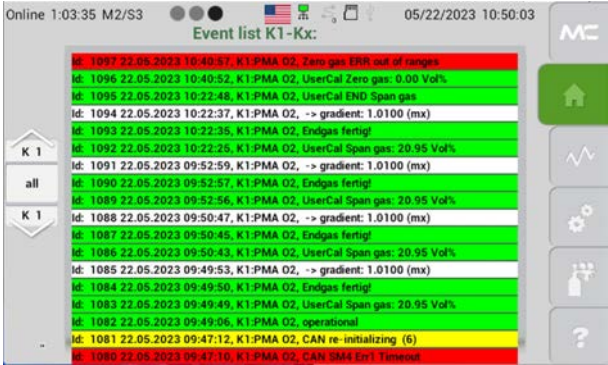 Online 1:03:35 M2/S3
05/22/2023 10:50:03
Event list K1-Kx:
MC
Id: 1097 22.05.2023 10:40:57, K1:PMA O2, Zero gas ERR out of ranges
Id: 1096 22.05.2023 10:40:52, K1:PMA O2, UserCal Zero gas: 0.00 Vol%
Id: 1095 22.05.2023 10:22:48, K1:PMA O2, UserCal END Span gas
Id: 1094 22.05.2023 10:22:37, K1:PMA O2, -> gradient: 1.0100 (mx)
Id: 1093 22.05.2023 10:22:35, K1:PMA O2, Endgas fertig!
Id: 1092 22.05.2023 10:22:25, K1:PMA O2, UserCal Span gas: 20.95 Vol%
Id: 1091 22.05.2023 09:52:59, K1:PMA O2, -> gradient: 1.0100 (mx)
Id: 1090 22.05.2023 09:52:57, K1:PMA O2, Endgas fertig!
Id: 1089 22.05.2023 09:52:56, K1:PMA O2, UserCal Span gas: 20.95 Vol%
Id: 1088 22.05.2023 09:50:47, K1:PMA O2, -> gradient: 1.0100 (mx)
Id: 1087 22.05.2023 09:50:45, K1:PMA O2, Endgas fertig!
Id: 1086 22.05.2023 09:50:43, K1:PMA O2, UserCal Span gas: 20.95 Vol%
Id: 1085 22.05.2023 09:49:53, K1:PMA O2, -> gradient: 1.0100 (mx)
Id: 1084 22.05.2023 09:49:50, K1:PMA O2, Endgas fertig!
Id: 1083 22.05.2023 09:49:49, K1:PMA O2, UserCal Span gas: 20.95 Vol%
Id: 1082 22.05.2023 09:49:06, K1:PMA O2, operational
Id: 1081 22.05.2023 09:47:12, K1:PMA O2, CAN re-initializing (6)
Id: 1080 22.05.2023 09:47:10, K1:PMA O2, CAN SM4 Err1 Timeout
K 1
all
K 1
?